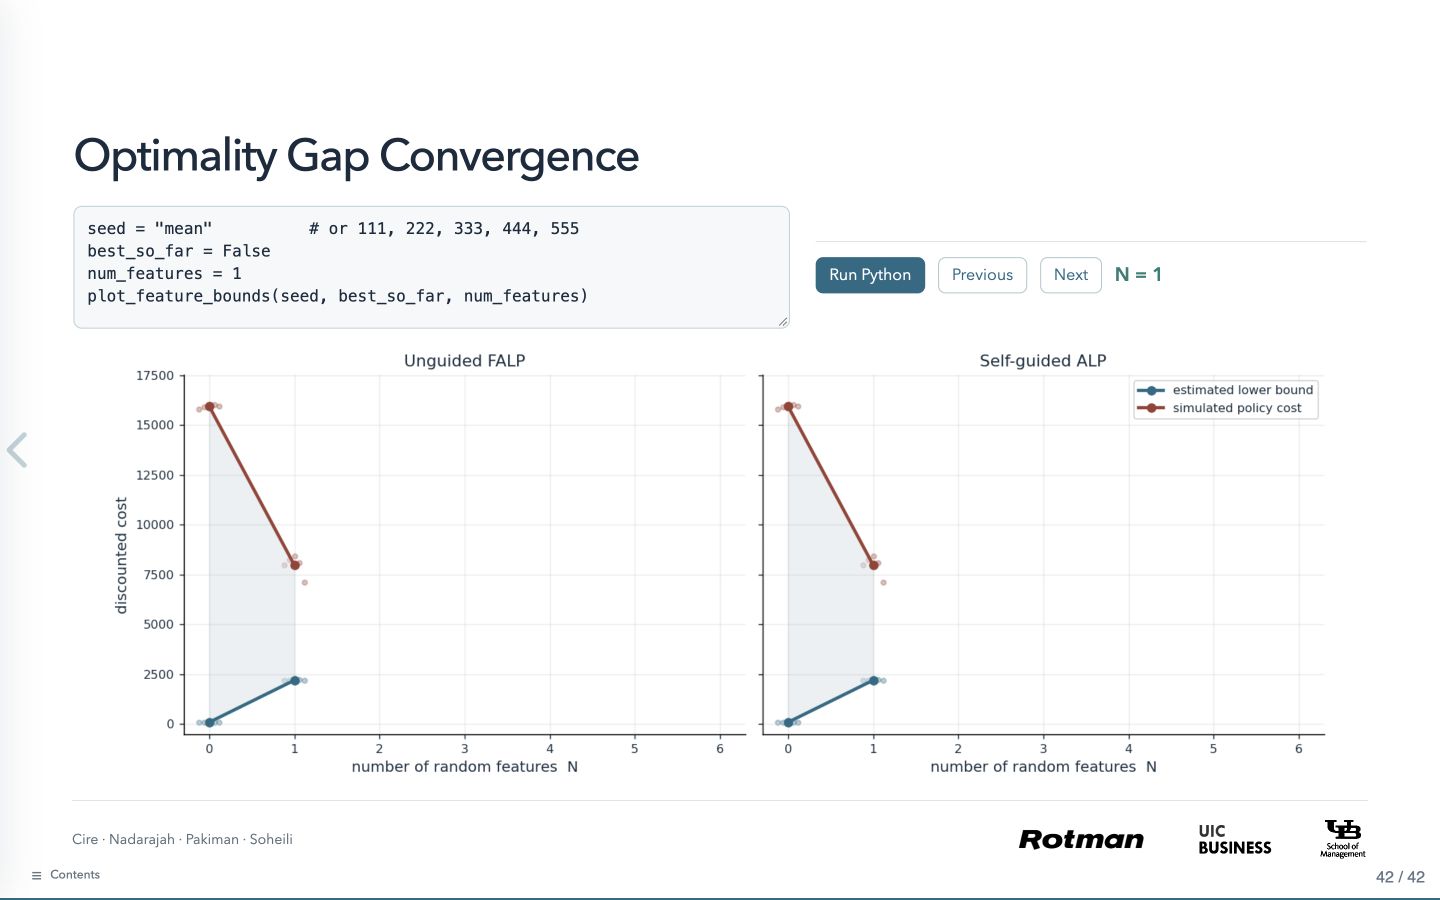 Optimality Gap Convergence
seed = "mean"          # or 111, 222, 333, 444, 555
best_so_far = False
num_features = 1
plot_feature_bounds(seed, best_so_far, num_features)
Run Python
Previous
Next
N = 1
Unguided FALP
17500
15000
12500
10000
7500
5000
2500
0
discounted cost
0 1 2 3 4 5 6
number of random features N
Self-guided ALP
estimated lower bound
simulated policy cost
0 1 2 3 4 5 6
number of random features N
Cire · Nadarajah · Pakiman · Soheili
Rotman
UIC
BUSINESS
UB
School of
Management
≡ Contents
42 / 42